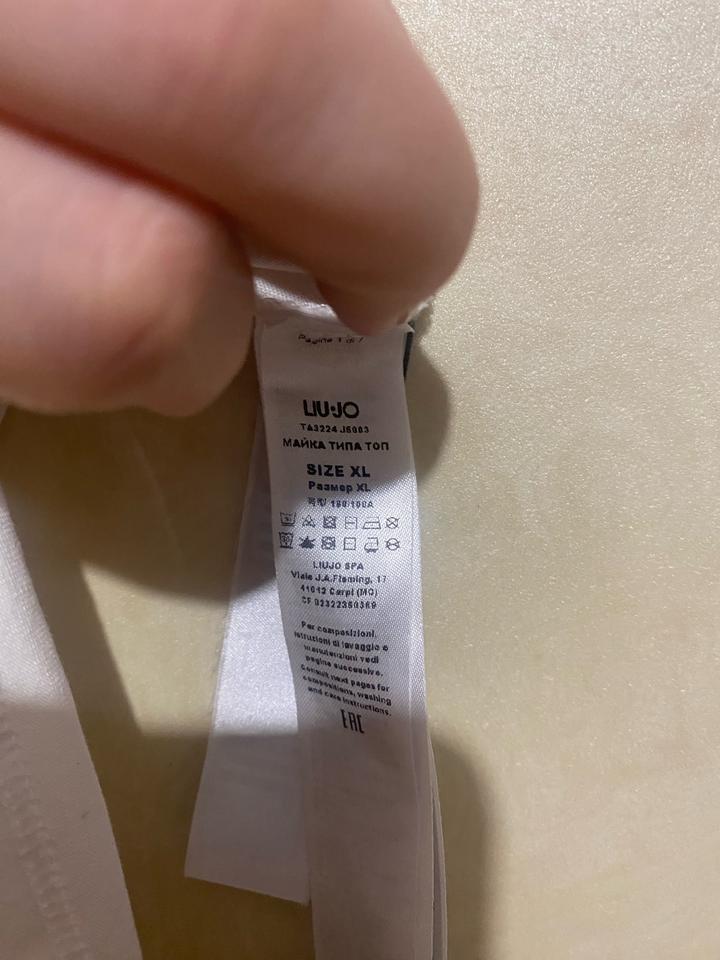 Pagina 1 di 7
LIU·JO
TA3224 J5003
МАЙКА ТИПА ТОП
SIZE XL
Размер XL
180/100A
LIUJO SPA
Viale J.A.Fleming, 17
41012 Carpi (MO)
CF 02322360369
Per composizioni,
istruzioni di lavaggio e
manutenzioni vedi
pagine successive.
Consult next pages for
compositions, washing
and care instructions.
EAC